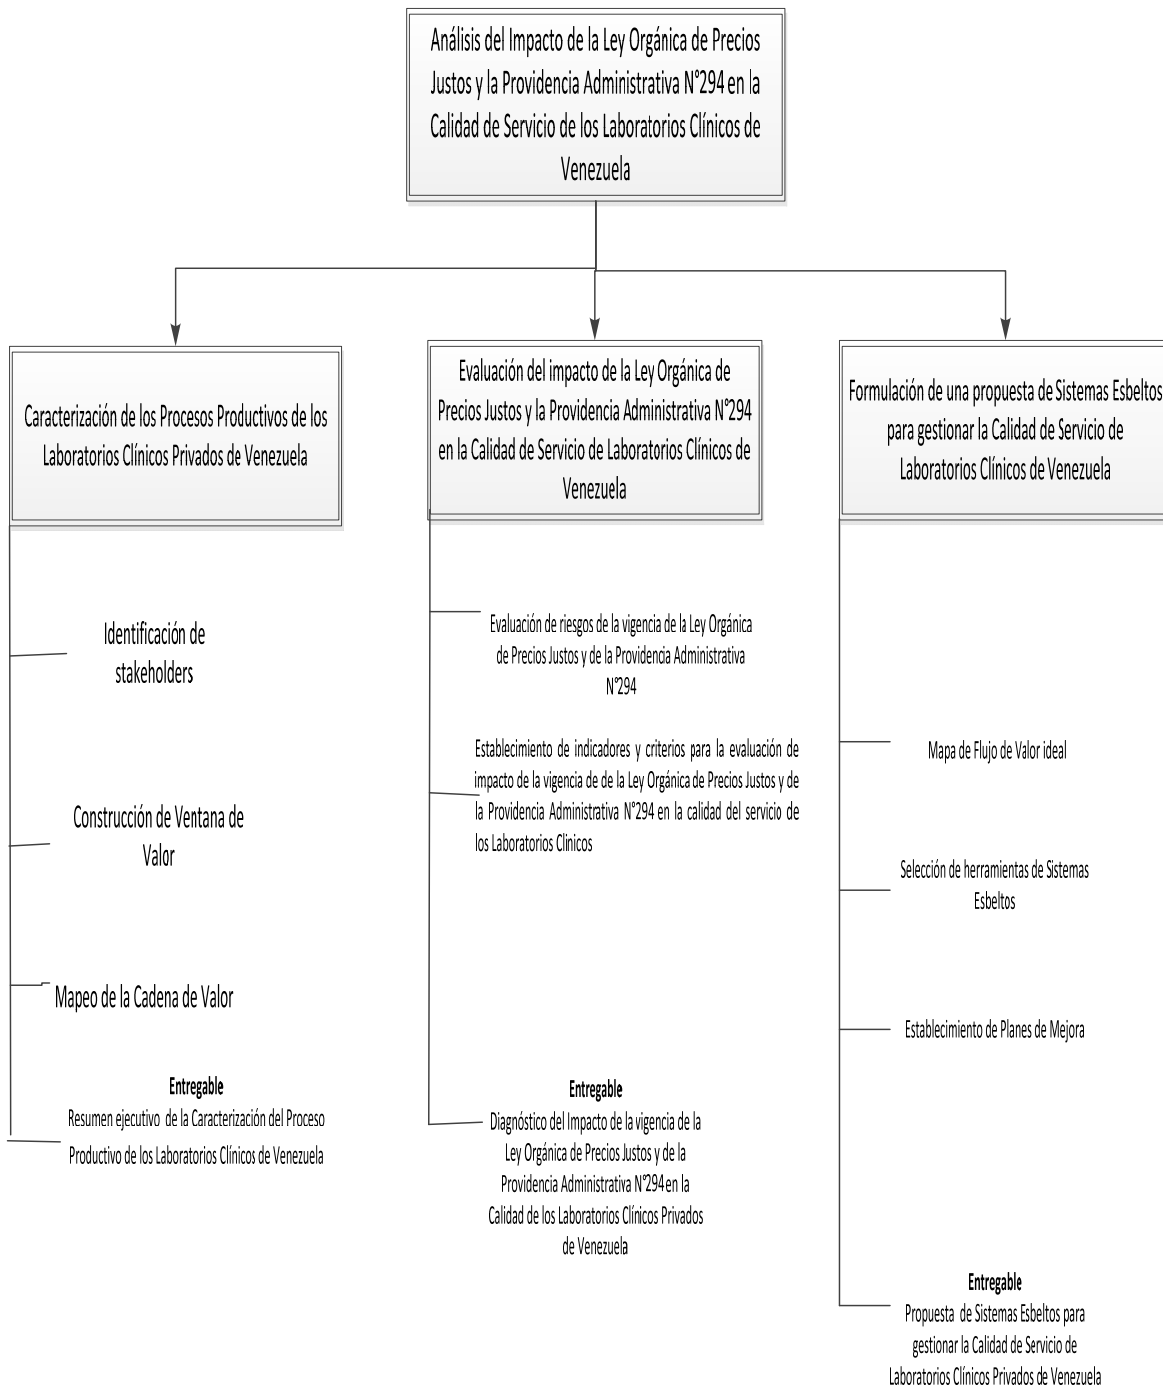 Análisis del Impacto de la Ley Orgánica de Precios
Justos y la Providencia Administrativa N°294 en la
Calidad de Servicio de los Laboratorios Clínicos de
Venezuela
Caracterización de los Procesos Productivos de los
Laboratorios Clínicos Privados de Venezuela
Identificación de
stakeholders
Construcción de Ventana de
Valor
Mapeo de la Cadena de Valor
Entregable
Resumen ejecutivo de la Caracterización del Proceso
Productivo de los Laboratorios Clínicos de Venezuela
Evaluación del impacto de la Ley Orgánica de
Precios Justos y la Providencia Administrativa N°294
en la Calidad de Servicio de Laboratorios Clínicos de
Venezuela
Evaluación de riesgos de la vigencia de la Ley Orgánica
de Precios Justos y de la Providencia Administrativa
N°294
Establecimiento de indicadores y criterios para la evaluación de
impacto de la vigencia de de la Ley Orgánica de Precios Justos y de
la Providencia Administrativa N°294 en la calidad del servicio de
los Laboratorios Clinicos
Entregable
Diagnóstico del Impacto de la vigencia de la
Ley Orgánica de Precios Justos y de la
Providencia Administrativa N°294 en la
Calidad de los Laboratorios Clínicos Privados
de Venezuela
Formulación de una propuesta de Sistemas Esbeltos
para gestionar la Calidad de Servicio de
Laboratorios Clínicos de Venezuela
Mapa de Flujo de Valor ideal
Selección de herramientas de Sistemas
Esbeltos
Establecimiento de Planes de Mejora
Entregable
Propuesta de Sistemas Esbeltos para
gestionar la Calidad de Servicio de
Laboratorios Clínicos Privados de Venezuela